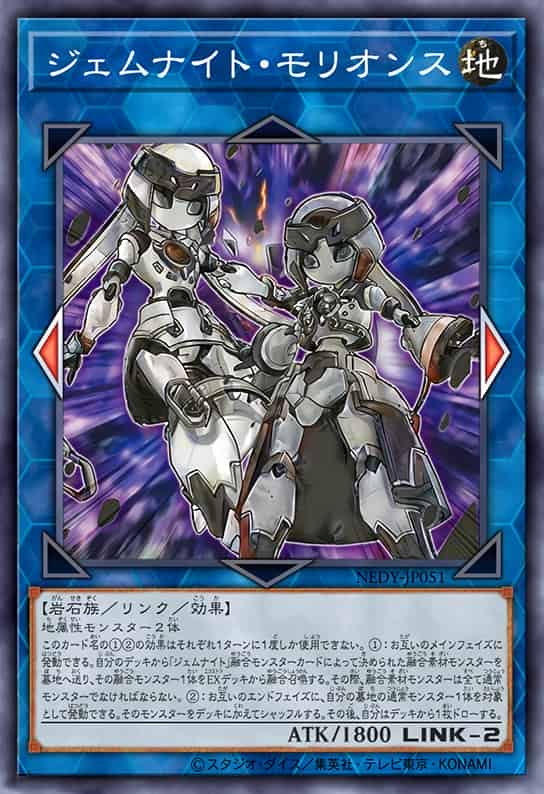 ジェムナイト・モリオンス 地
NEDY-JP051
【岩石族／リンク／効果】
地属性モンスター２体
このカード名の①②の効果はそれぞれ1ターンに1度しか使用できない。①：お互いのメインフェイズに
発動できる。自分のデッキから「ジェムナイト」融合モンスターカードによって決められた融合素材モンスターを
墓地へ送り、その融合モンスター1体をEXデッキから融合召喚する。その際、融合素材モンスターは全て通常
モンスターでなければならない。②：お互いのエンドフェイズに、自分の墓地の通常モンスター1体を対象
として発動できる。そのモンスターをデッキに加えてシャッフルする。その後、自分はデッキから1枚ドローする。
ATK/1800 LINK-2
©スタジオ・ダイス／集英社・テレビ東京・KONAMI